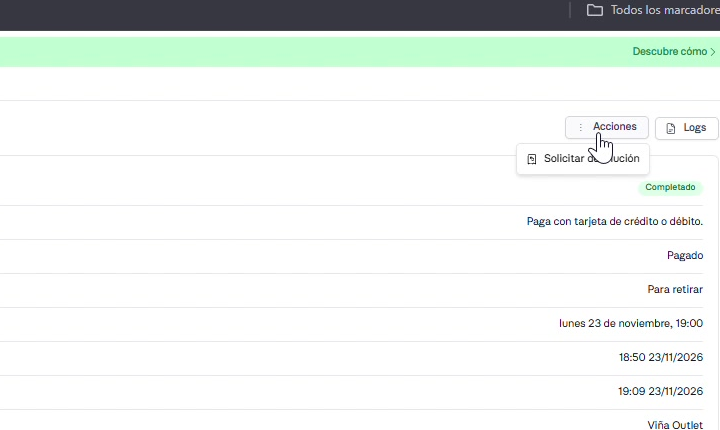 Todos los marcadore
Descubre cómo
Acciones
Logs
Solicitar
Completado
Paga con tarjeta de crédito o débito.
Pagado
Para retirar
lunes 23 de noviembre, 19:00
18:50 23/11/2026
19:09 23/11/2026
Viña Outlet